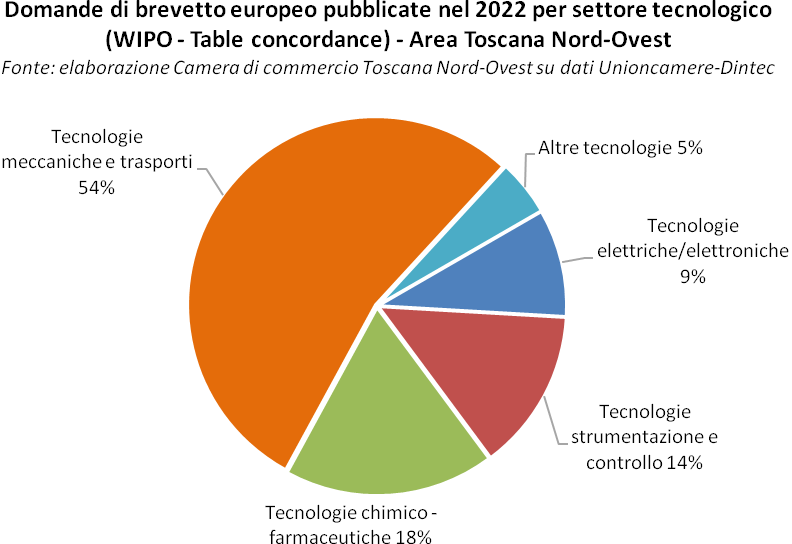 Domande di brevetto europeo pubblicate nel 2022 per settore tecnologico
(WIPO - Table concordance) - Area Toscana Nord-Ovest
Fonte: elaborazione Camera di commercio Toscana Nord-Ovest su dati Unioncamere-Dintec
Tecnologie
meccaniche e trasporti
54%
Altre tecnologie 5%
Tecnologie
elettriche/elettroniche
9%
Tecnologie
strumentazione e
controllo 14%
Tecnologie chimico -
farmaceutiche 18%